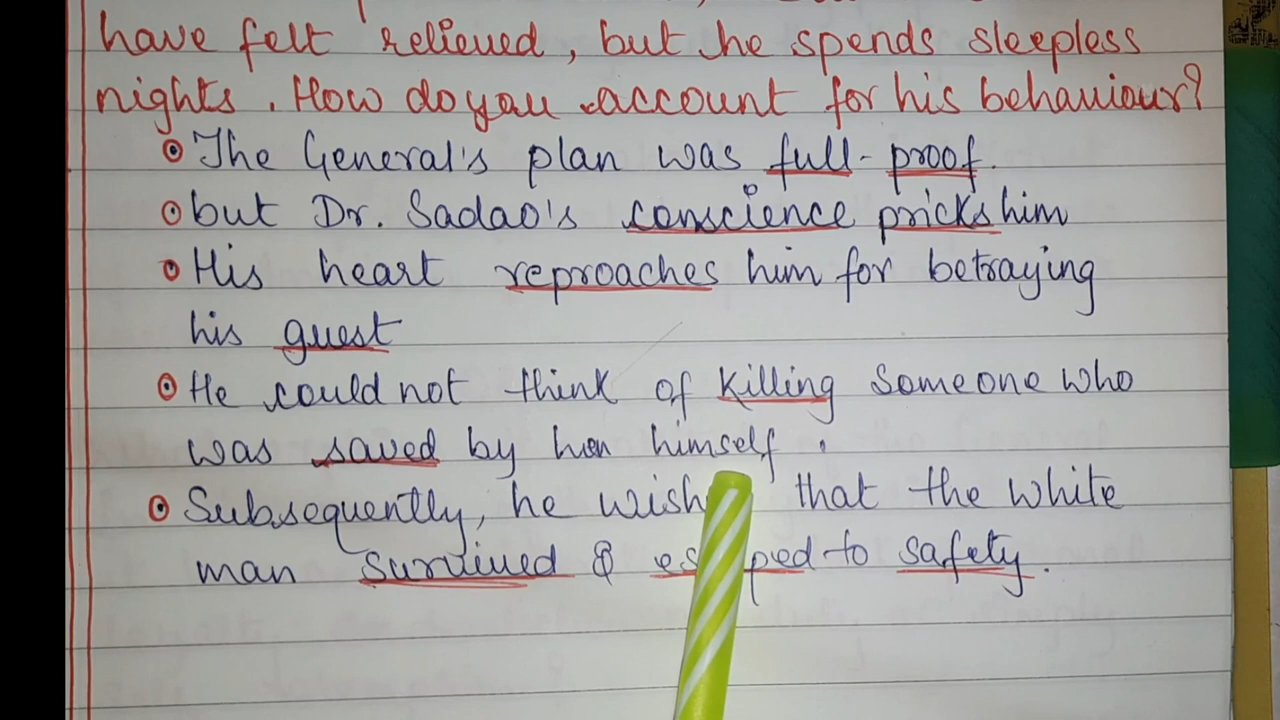 have felt relieved, but he spends sleepless
nights. How do you account for his behaviour?
The General's plan was full-proof.
but Dr. Sadao's conscience pricks him
His heart reproaches him for betraying
his guest
He could not think of killing someone who
was saved by him himself.
Subsequently, he that the white
man survived & to safety.